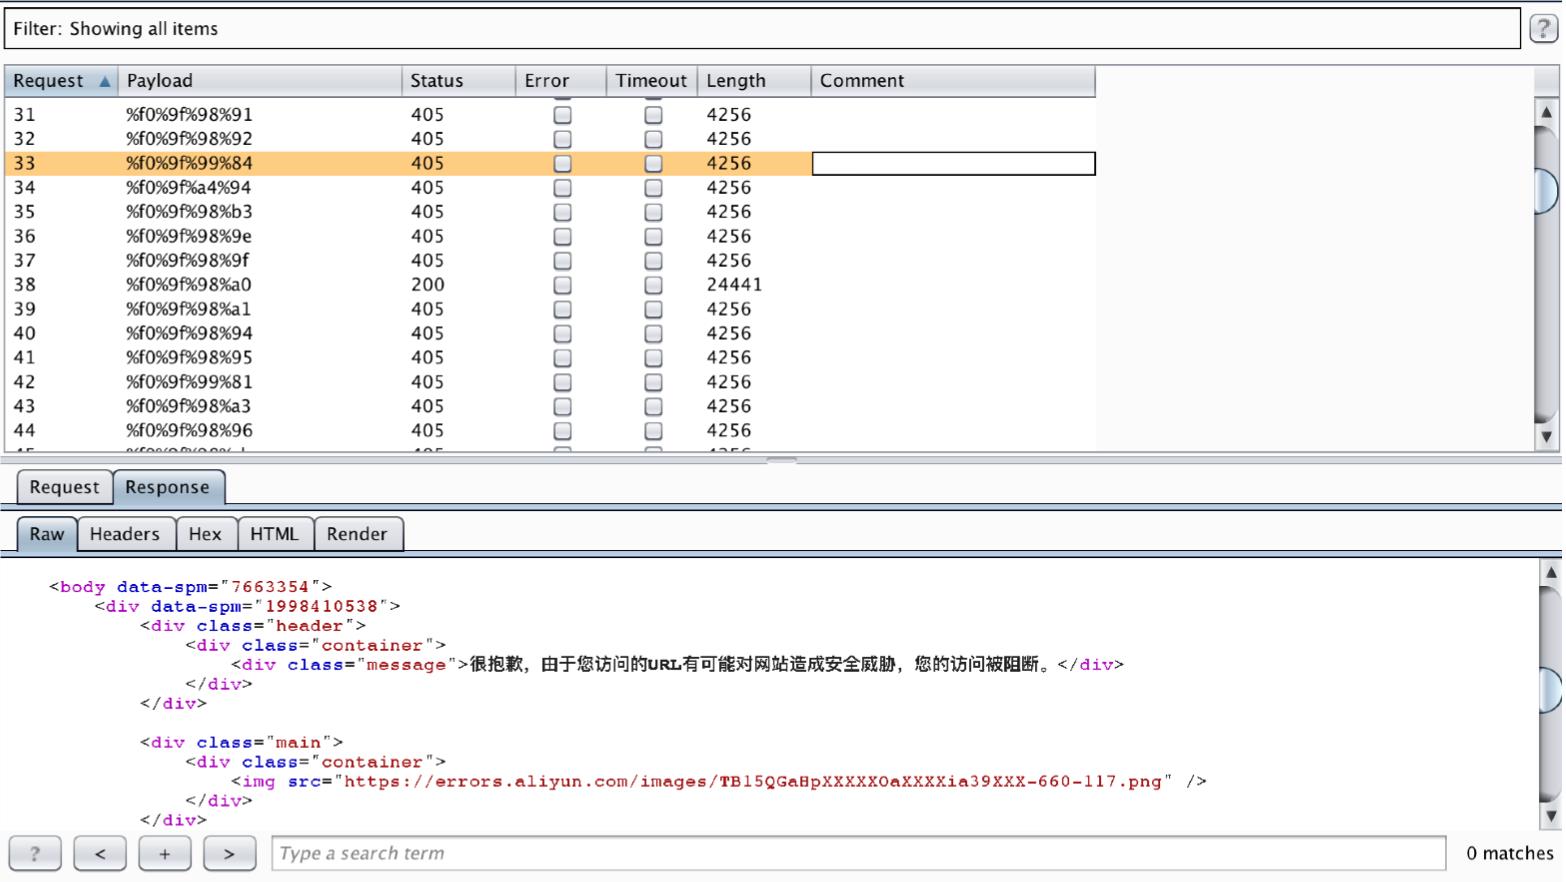 Filter: Showing all items
?
Request Payload Status Error Timeout Length Comment
31 %f0%9f%98%91 405 4256
32 %f0%9f%98%92 405 4256
33 %f0%9f%99%84 405 4256
34 %f0%9f%a4%94 405 4256
35 %f0%9f%98%b3 405 4256
36 %f0%9f%98%9e 405 4256
37 %f0%9f%98%9f 405 4256
38 %f0%9f%98%a0 200 24441
39 %f0%9f%98%a1 405 4256
40 %f0%9f%98%94 405 4256
41 %f0%9f%98%95 405 4256
42 %f0%9f%99%81 405 4256
43 %f0%9f%98%a3 405 4256
44 %f0%9f%98%96 405 4256
Request Response
Raw Headers Hex HTML Render
<body data-spm="7663354">
<div data-spm="1998410538">
<div class="header">
<div class="container">
<div class="message">很抱歉，由于您访问的URL有可能对网站造成安全威胁，您的访问被阻断。</div>
</div>
</div>
<div class="main">
<div class="container">
<img src="https://errors.aliyun.com/images/TB15QGaHpXXXXXOaXXXXia39XXX-660-117.png" />
</div>
</div>
? < + > Type a search term 0 matches